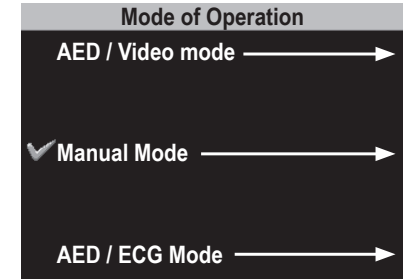 Mode of Operation
AED / Video mode
Manual Mode
AED / ECG Mode